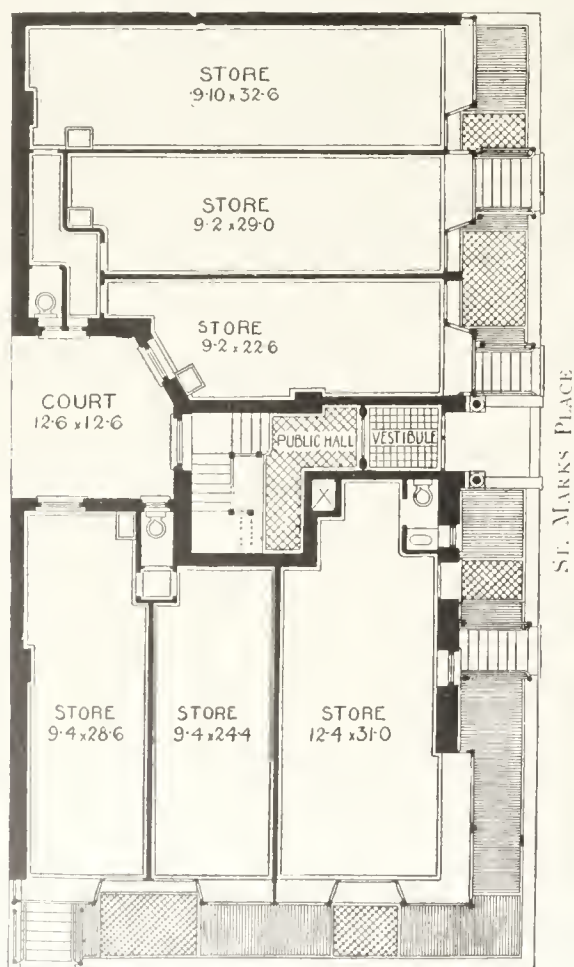 STORE
9·10 x 32·6
STORE
9·2 x 29·0
STORE
9·2 x 22·6
COURT
12·6 x 12·6
PUBLIC HALL
VESTIBULE
ST. MARKS PLACE
STORE
9·4 x 28·6
STORE
9·4 x 24·4
STORE
12·4 x 31·0
X